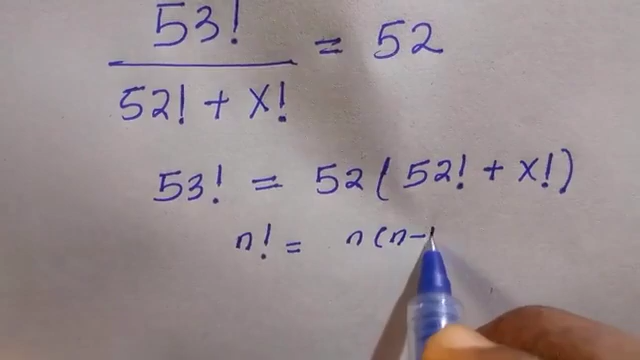 53!
52! + x! = 52
53! = 52(52! + x!)
n! = n(n-